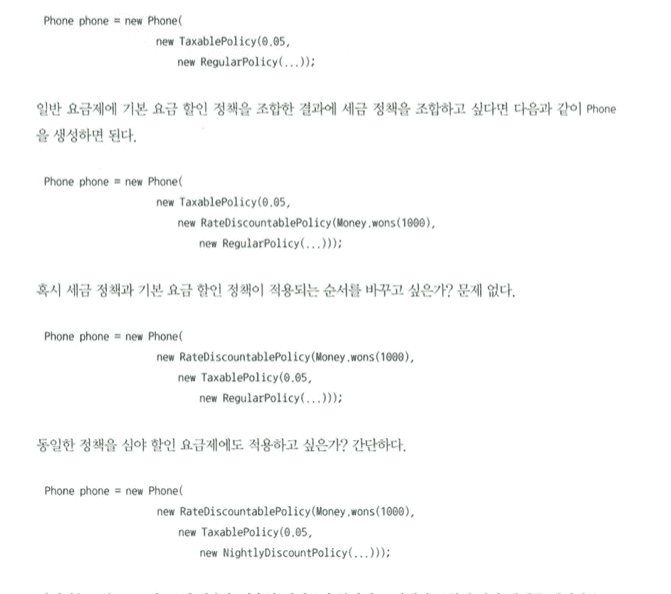 Phone phone = new Phone(
new TaxablePolicy(0.05,
new RegularPolicy(...));
일반 요금제에 기본 요금 할인 정책을 조합한 결과에 세금 정책을 조합하고 싶다면 다음과 같이 Phone
을 생성하면 된다.
Phone phone = new Phone(
new TaxablePolicy(0.05,
new RateDiscountablePolicy(Money.wons(1000),
new RegularPolicy(...)));
혹시 세금 정책과 기본 요금 할인 정책이 적용되는 순서를 바꾸고 싶은가? 문제 없다.
Phone phone = new Phone(
new RateDiscountablePolicy(Money.wons(1000),
new TaxablePolicy(0.05,
new RegularPolicy(...)));
동일한 정책을 심야 할인 요금제에도 적용하고 싶은가? 간단하다.
Phone phone = new Phone(
new RateDiscountablePolicy(Money.wons(1000),
new TaxablePolicy(0.05,
new NightlyDiscountPolicy(...)));